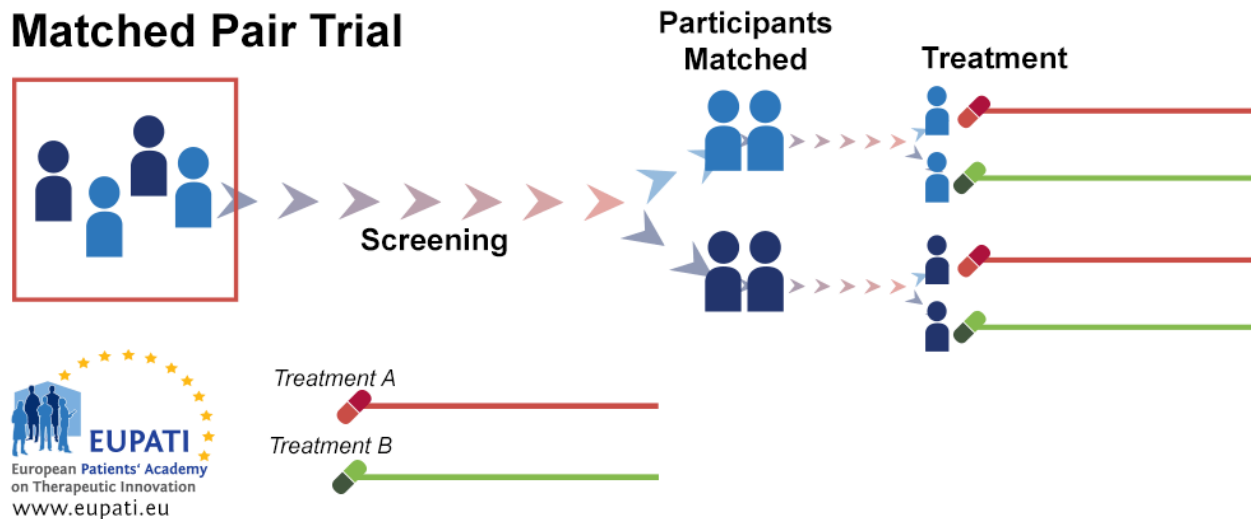 Matched Pair Trial
Participants
Matched
Treatment
Screening
Treatment A
Treatment B
EUPATI
European Patients' Academy
on Therapeutic Innovation
www.eupati.eu